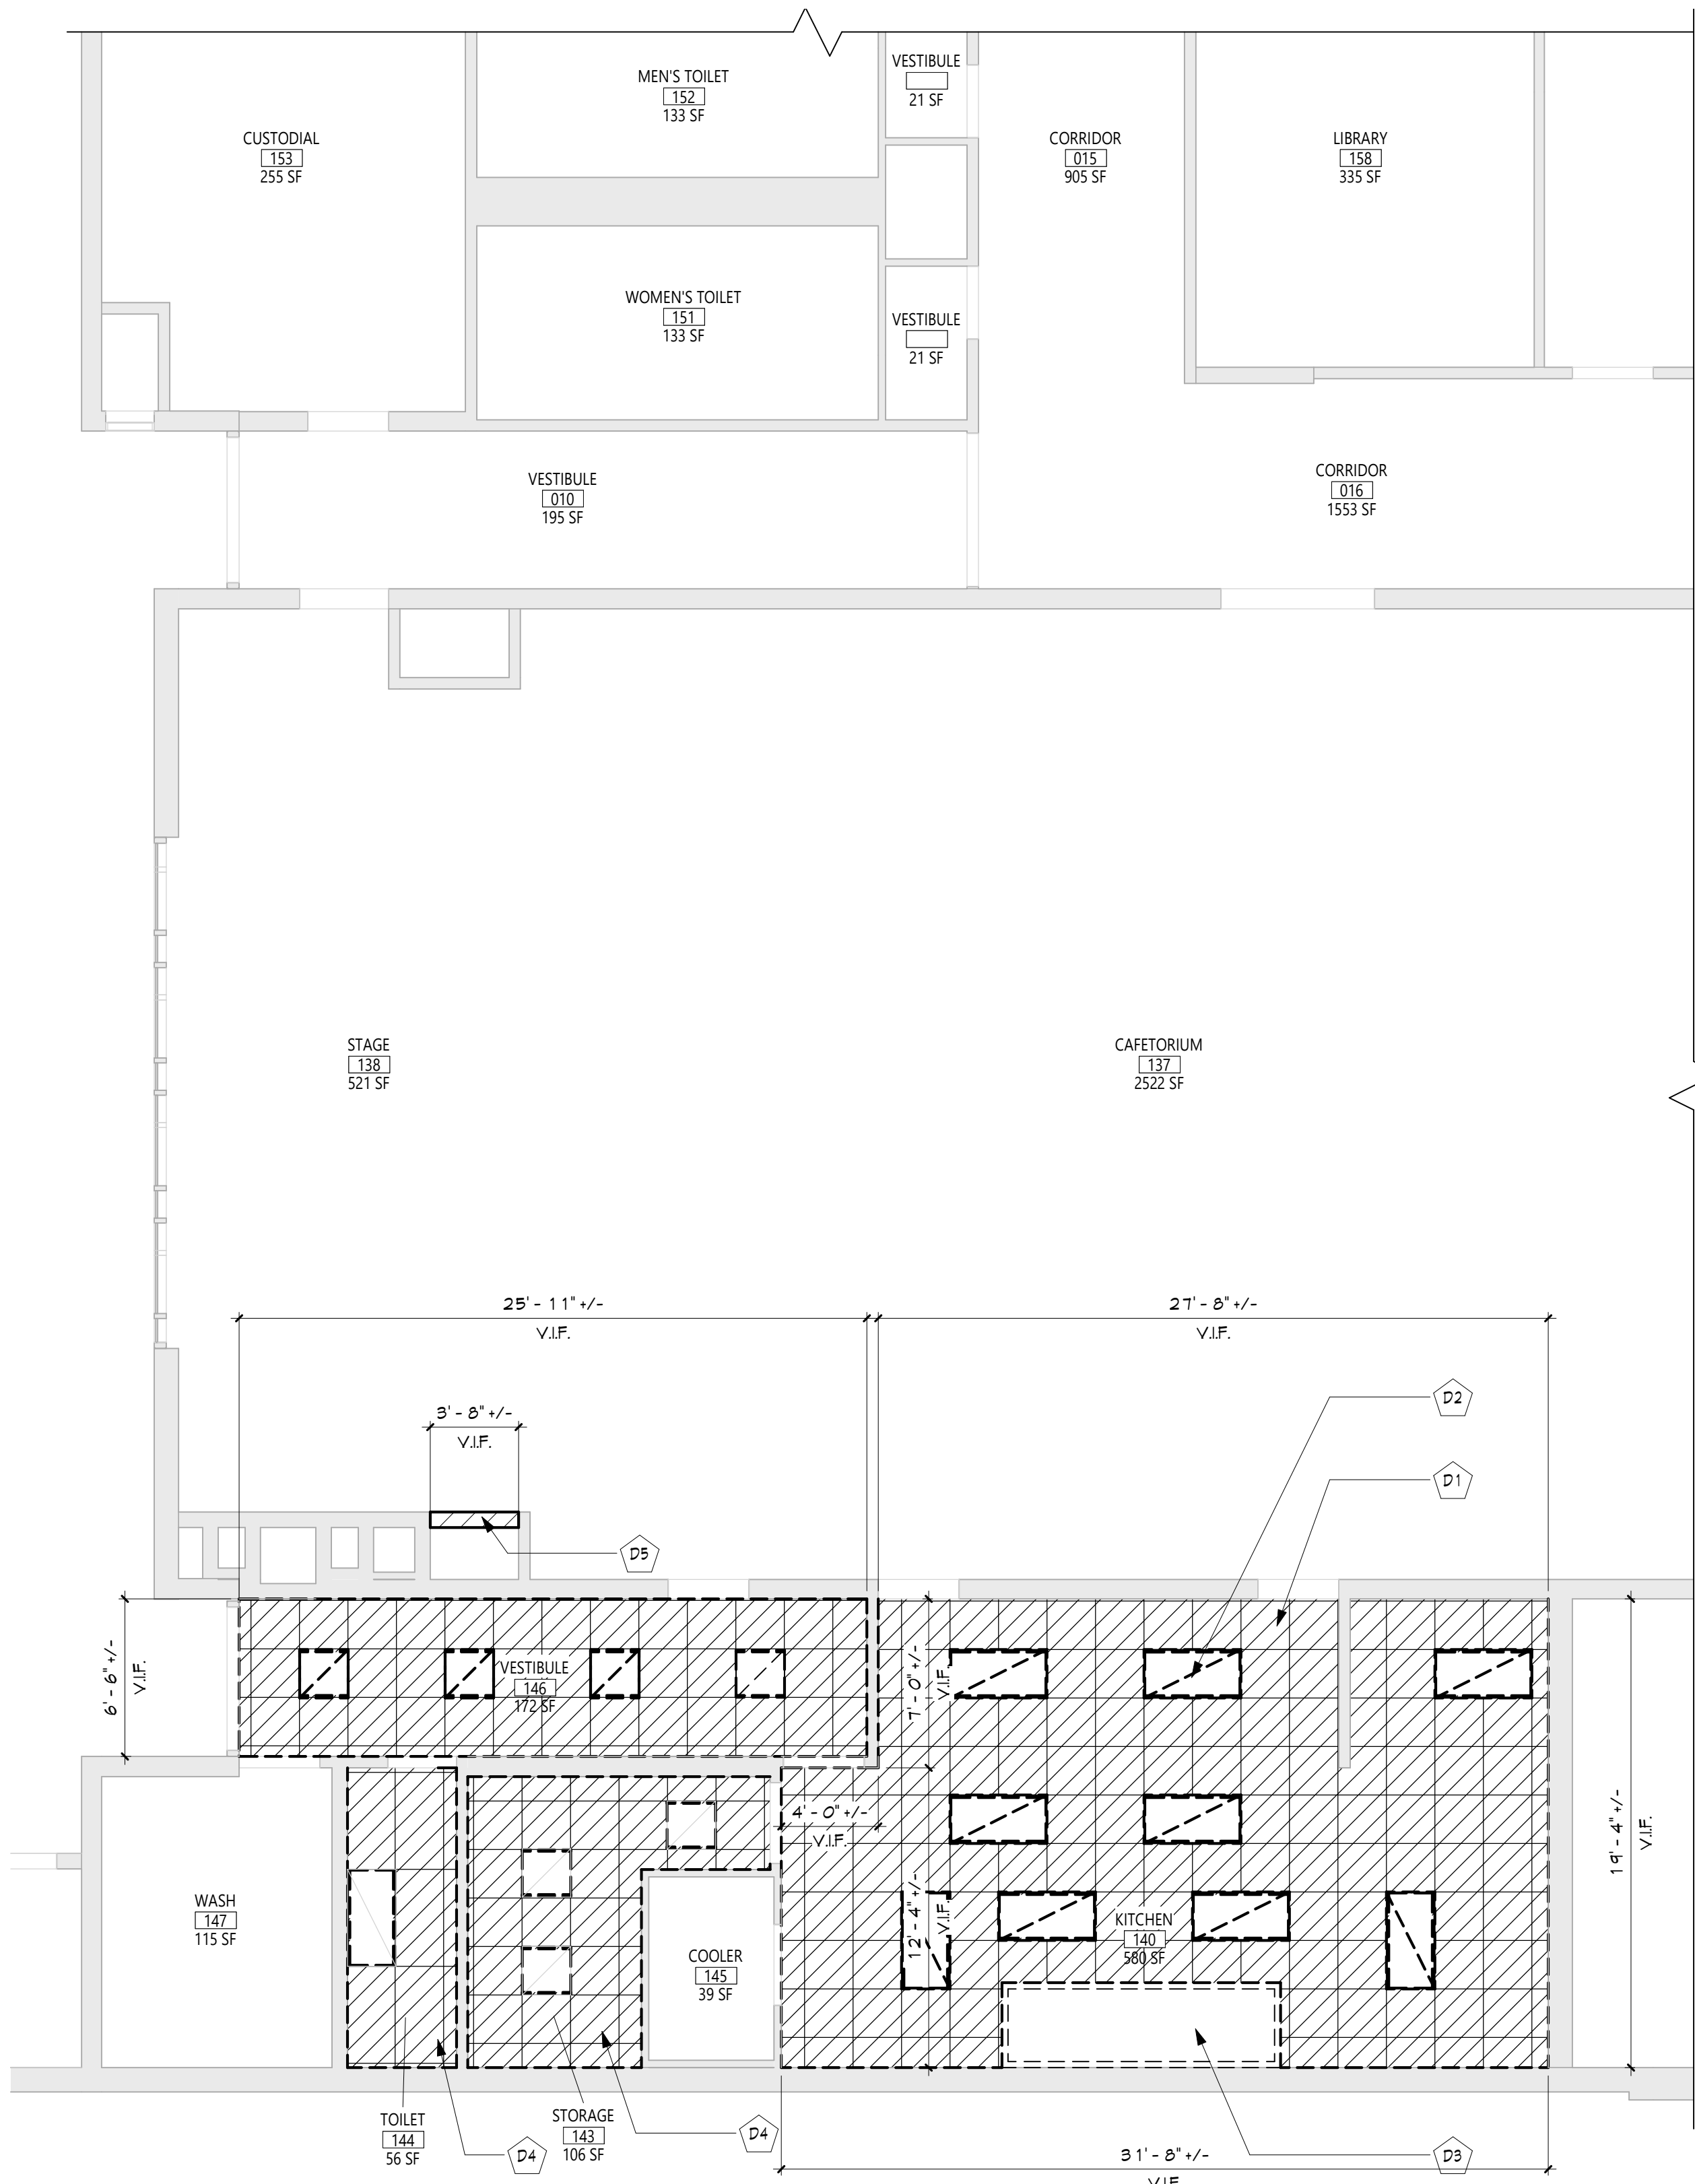 MEN'S TOILET
152
133 SF
VESTIBULE
21 SF
CUSTODIAL
153
255 SF
CORRIDOR
015
905 SF
LIBRARY
158
335 SF
WOMEN'S TOILET
151
133 SF
VESTIBULE
21 SF
VESTIBULE
010
195 SF
CORRIDOR
016
1553 SF
STAGE
138
521 SF
CAFETORIUM
137
2522 SF
25' - 11" +/-
V.I.F.
27' - 8" +/-
V.I.F.
3' - 8" +/-
V.I.F.
D2
D1
D5
6' - 6" +/-
V.I.F.
VESTIBULE
146
172 SF
7' - 0" +/-
V.I.F.
4' - 0" +/-
V.I.F.
19' - 4" +/-
V.I.F.
12' - 4" +/-
V.I.F.
WASH
147
115 SF
KITCHEN
140
580 SF
COOLER
145
39 SF
TOILET
144
56 SF
D4
STORAGE
143
106 SF
D4
31' - 8" +/-
V.I.F.
D3